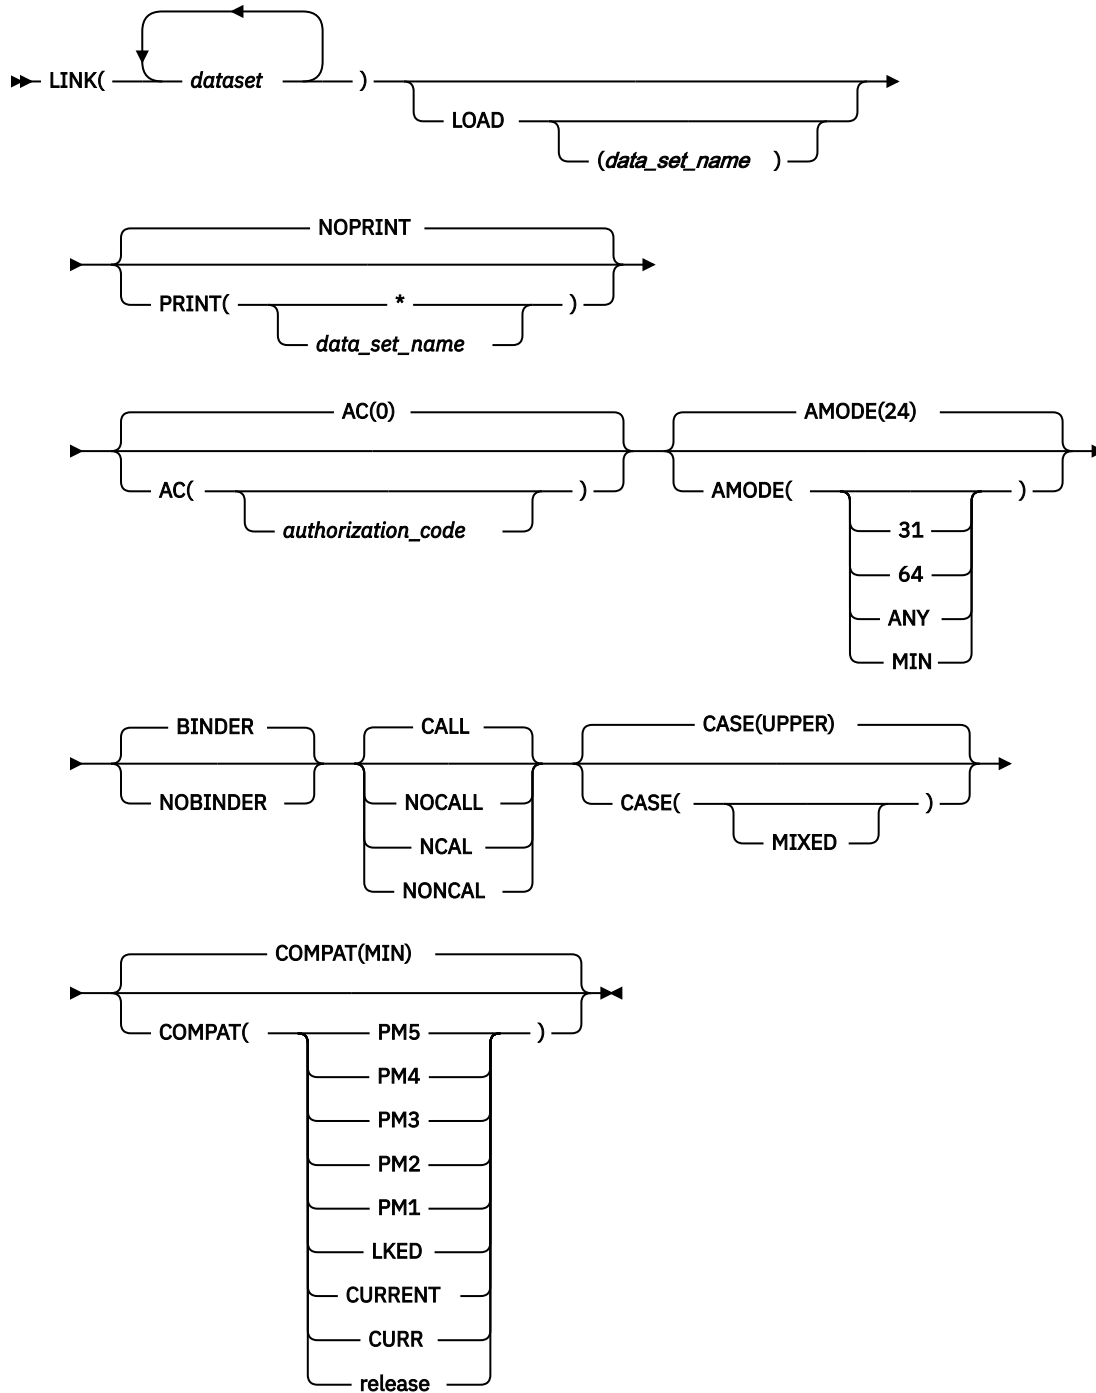 LINK( dataset )
LOAD
(data_set_name )
NOPRINT
PRINT( * )
data_set_name
AC(0) AMODE(24)
AC( ) AMODE( )
authorization_code 31
64
ANY
MIN
BINDER CALL CASE(UPPER)
NOBINDER NOCALL CASE( )
NCAL MIXED
NONCAL
COMPAT(MIN)
COMPAT( PM5 )
PM4
PM3
PM2
PM1
LKED
CURRENT
CURR
release